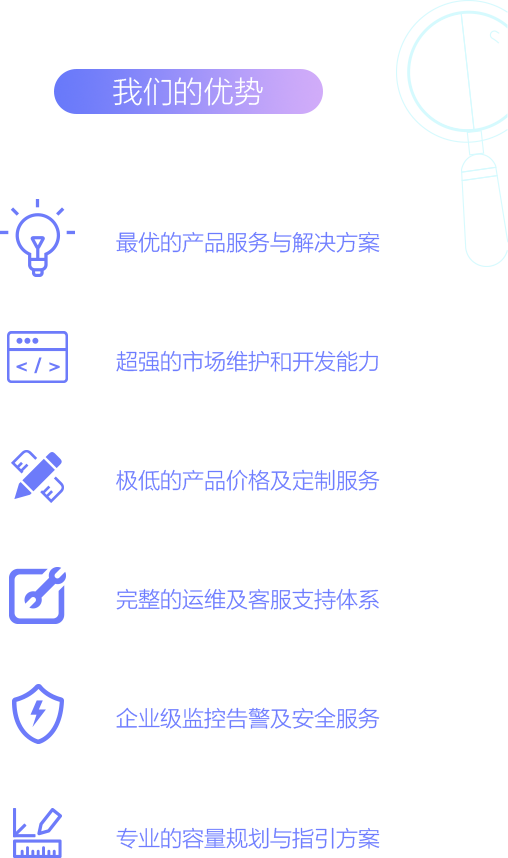 我们的优势
最优的产品服务与解决方案
超强的市场维护和开发能力
极低的产品价格及定制服务
完整的运维及客服支持体系
企业级监控告警及安全服务
专业的容量规划与指引方案